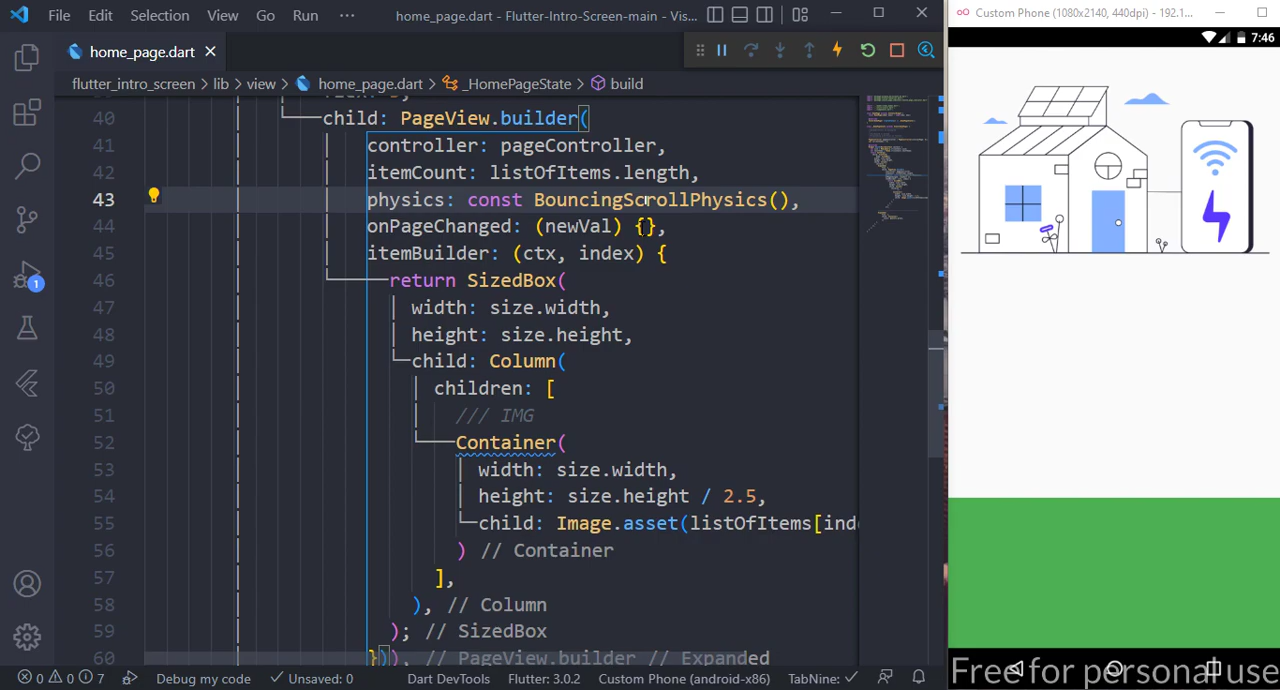 File Edit Selection View Go Run ··· home_page.dart - Flutter-Intro-Screen-main - Vis...
Custom Phone (1080x2140, 440dpi) - 192.1...
home_page.dart
7:46
flutter_intro_screen > lib > view > home_page.dart > _HomePageState > build
40 child: PageView.builder(
41 controller: pageController,
42 itemCount: listOfItems.length,
43 physics: const BouncingScrollPhysics(),
44 onPageChanged: (newVal) {},
45 itemBuilder: (ctx, index) {
46 return SizedBox(
47 width: size.width,
48 height: size.height,
49 child: Column(
50 children: [
51 /// IMG
52 Container(
53 width: size.width,
54 height: size.height / 2.5,
55 child: Image.asset(listOfItems[inde
56 ) // Container
57 ],
58 ), // Column
59 ); // SizedBox
60 })), // PageView.builder // Expanded
1
0 0 7 Debug my code Unsaved: 0 Dart DevTools Flutter: 3.0.2 Custom Phone (android-x86) TabNine: ✓
Free for personal use